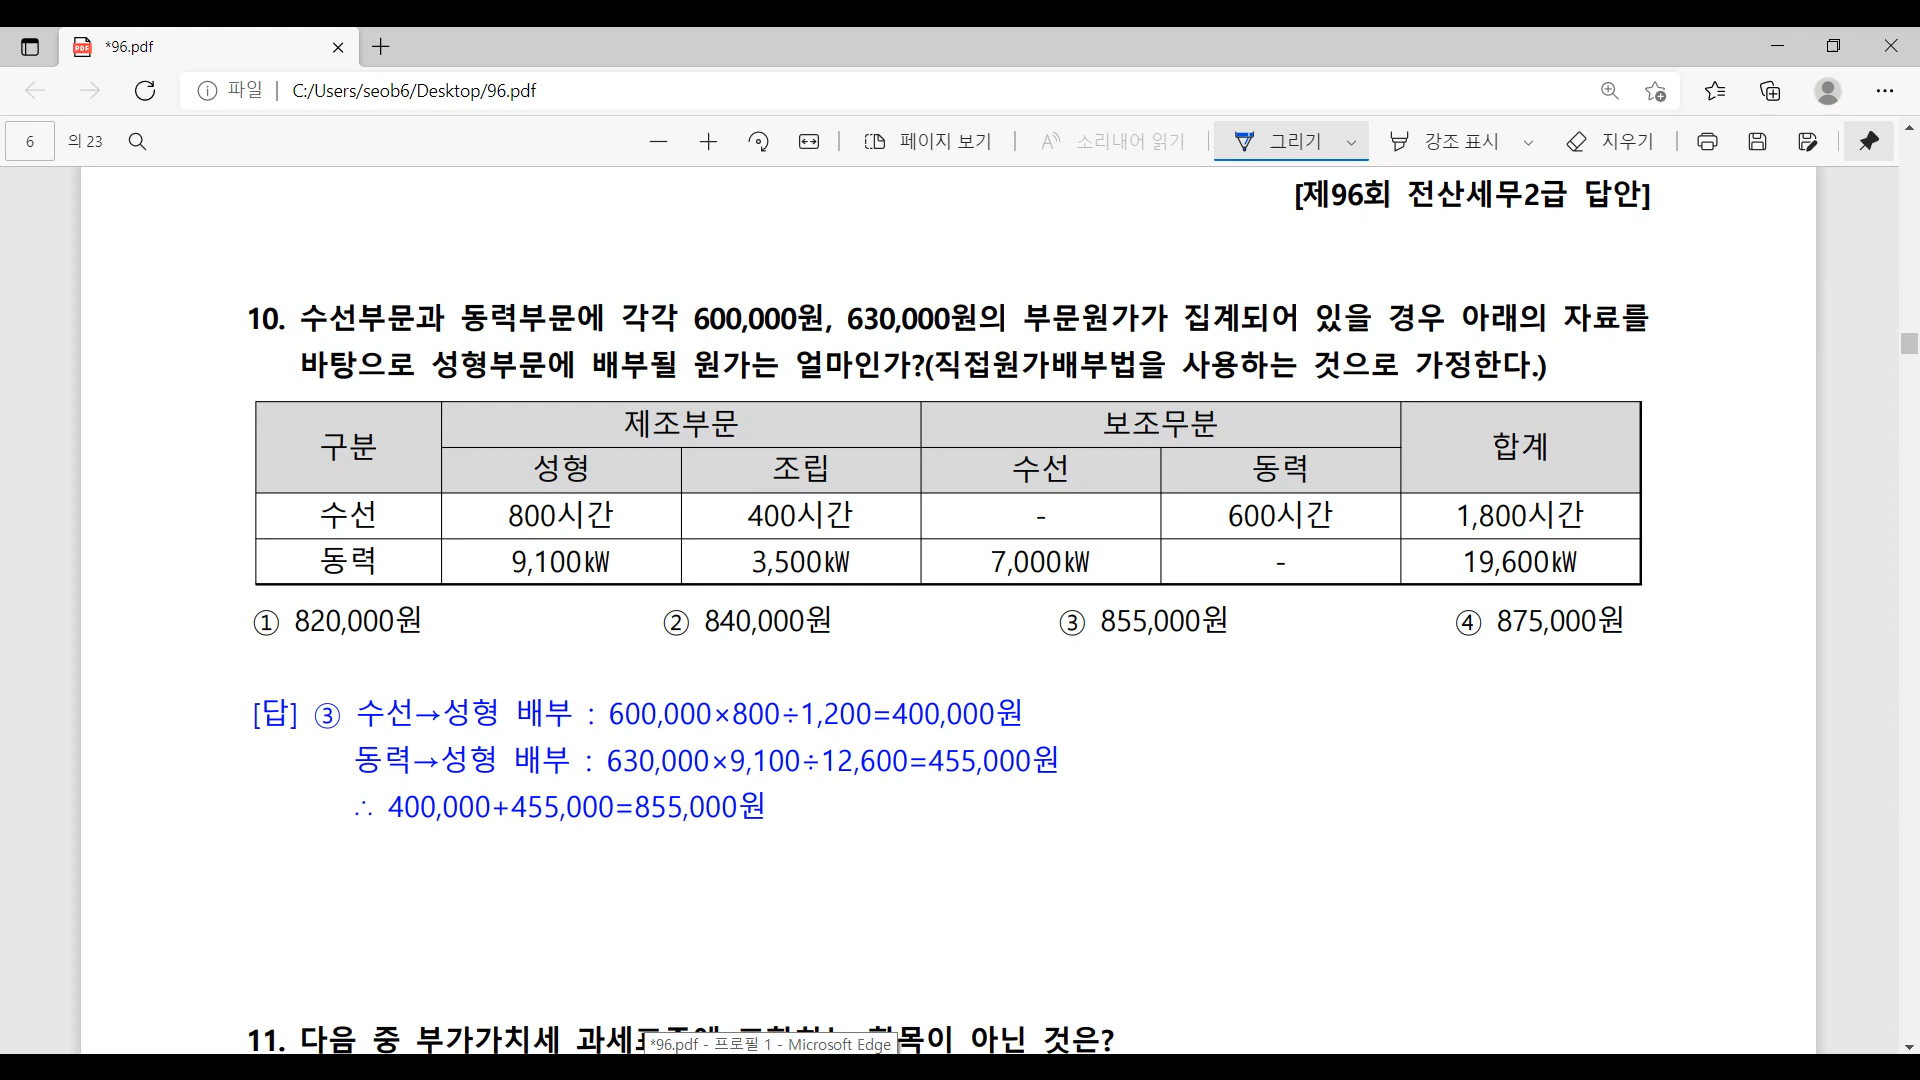 *96.pdf
파일
C:/Users/seob6/Desktop/96.pdf
6 의 23
페이지 보기
소리내어 읽기
그리기
강조 표시
지우기
[제96회 전산세무2급 답안]
10. 수선부문과 동력부문에 각각 600,000원, 630,000원의 부문원가가 집계되어 있을 경우 아래의 자료를
바탕으로 성형부문에 배부될 원가는 얼마인가?(직접원가배부법을 사용하는 것으로 가정한다.)
구분 제조부문 보조무분 합계
성형 조립 수선 동력
수선 800시간 400시간 - 600시간 1,800시간
동력 9,100㎾ 3,500㎾ 7,000㎾ - 19,600㎾
① 820,000원 ② 840,000원 ③ 855,000원 ④ 875,000원
[답] ③ 수선→성형 배부 : 600,000×800÷1,200=400,000원
동력→성형 배부 : 630,000×9,100÷12,600=455,000원
∴ 400,000+455,000=855,000원
11. 다음 중 부가가치세 아닌 것은?
*96.pdf - 프로필 1 - Microsoft Edge